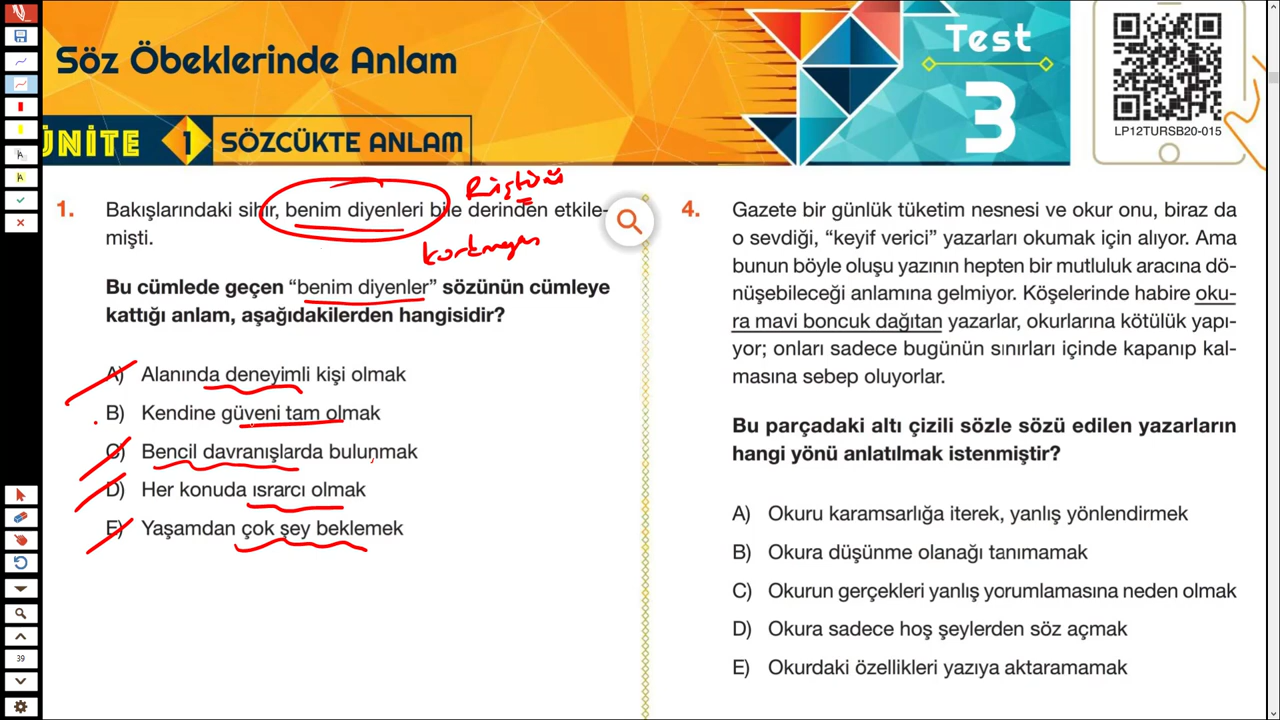 Söz Öbeklerinde Anlam
Test
3
LP12TURSB20-015
ÜNİTE 1 SÖZCÜKTE ANLAM
1. Bakışlarındaki sihir, benim diyenleri bile derinden etkile-
mişti.
korkmayan
Bu cümlede geçen “benim diyenler” sözünün cümleye
kattığı anlam, aşağıdakilerden hangisidir?
A) Alanında deneyimli kişi olmak
B) Kendine güveni tam olmak
C) Bencil davranışlarda bulunmak
D) Her konuda ısrarcı olmak
E) Yaşamdan çok şey beklemek
4. Gazete bir günlük tüketim nesnesi ve okur onu, biraz da
o sevdiği, “keyif verici” yazarları okumak için alıyor. Ama
bunun böyle oluşu yazının hepten bir mutluluk aracına dö-
nüşebileceği anlamına gelmiyor. Köşelerinde habire oku-
ra mavi boncuk dağıtan yazarlar, okurlarına kötülük yapı-
yor; onları sadece bugünün sınırları içinde kapanıp kal-
masına sebep oluyorlar.
Bu parçadaki altı çizili sözle sözü edilen yazarların
hangi yönü anlatılmak istenmiştir?
A) Okuru karamsarlığa iterek, yanlış yönlendirmek
B) Okura düşünme olanağı tanımamak
C) Okurun gerçekleri yanlış yorumlamasına neden olmak
D) Okura sadece hoş şeylerden söz açmak
E) Okurdaki özellikleri yazıya aktaramamak
39